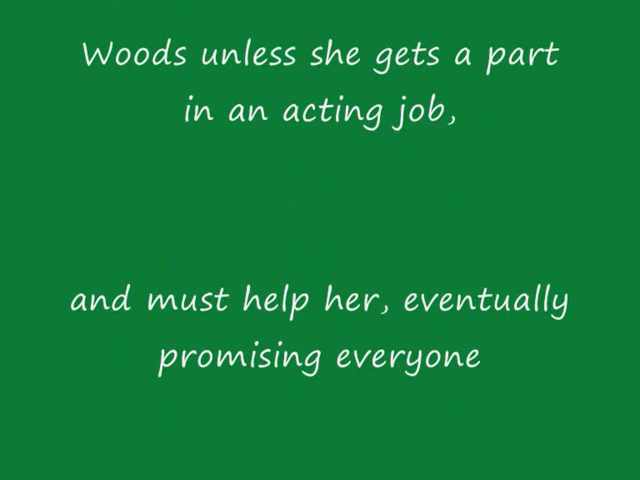 Woods unless she gets a part
in an acting job,
and must help her, eventually
promising everyone